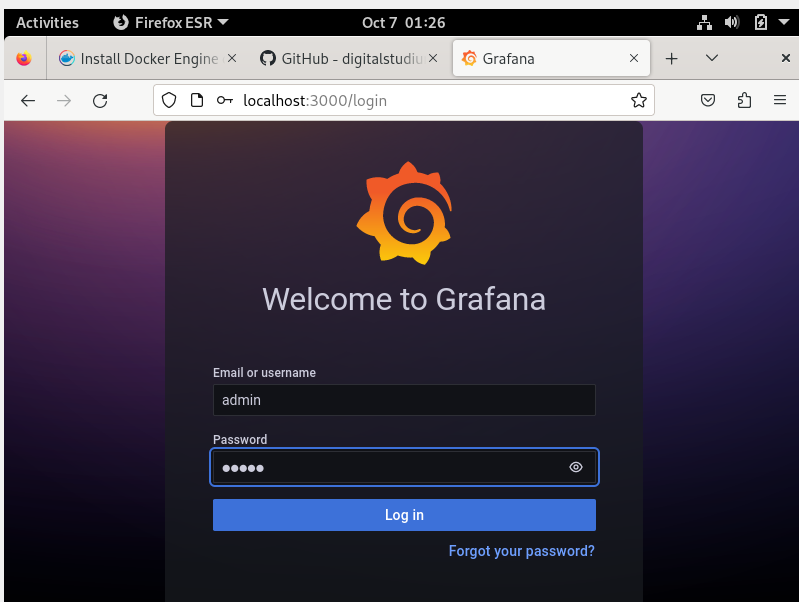 Activities Firefox ESR Oct 7 01:26
Install Docker Engine GitHub - digitalstudiu Grafana
localhost:3000/login
Welcome to Grafana
Email or username
admin
Password
•••••
Log in
Forgot your password?